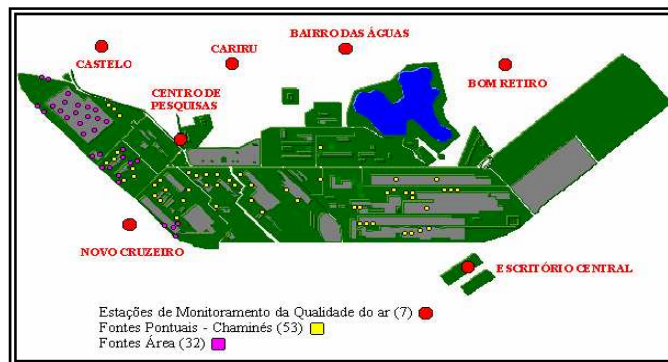 BAIRRO DAS ÁGUAS
CARIRU
CASTELO
BOM RETIRO
CENTRO DE
PESQUISAS
NOVO CRUZEIRO
ESCRITÓRIO CENTRAL
Estações de Monitoramento da Qualidade do ar (7)
Fontes Pontuais - Chaminés (53)
Fontes Área (32)